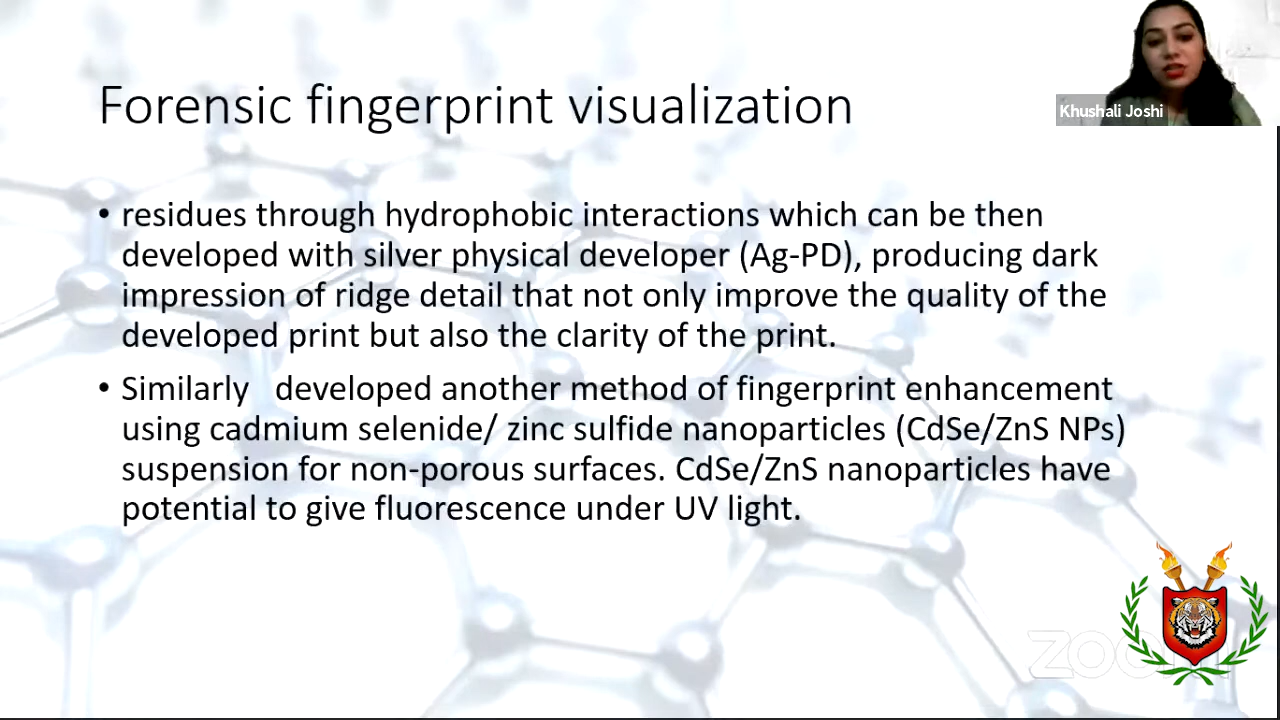 Forensic fingerprint visualization
Khushali Joshi
• residues through hydrophobic interactions which can be then
developed with silver physical developer (Ag-PD), producing dark
impression of ridge detail that not only improve the quality of the
developed print but also the clarity of the print.
• Similarly developed another method of fingerprint enhancement
using cadmium selenide/ zinc sulfide nanoparticles (CdSe/ZnS NPs)
suspension for non-porous surfaces. CdSe/ZnS nanoparticles have
potential to give fluorescence under UV light.
zoom